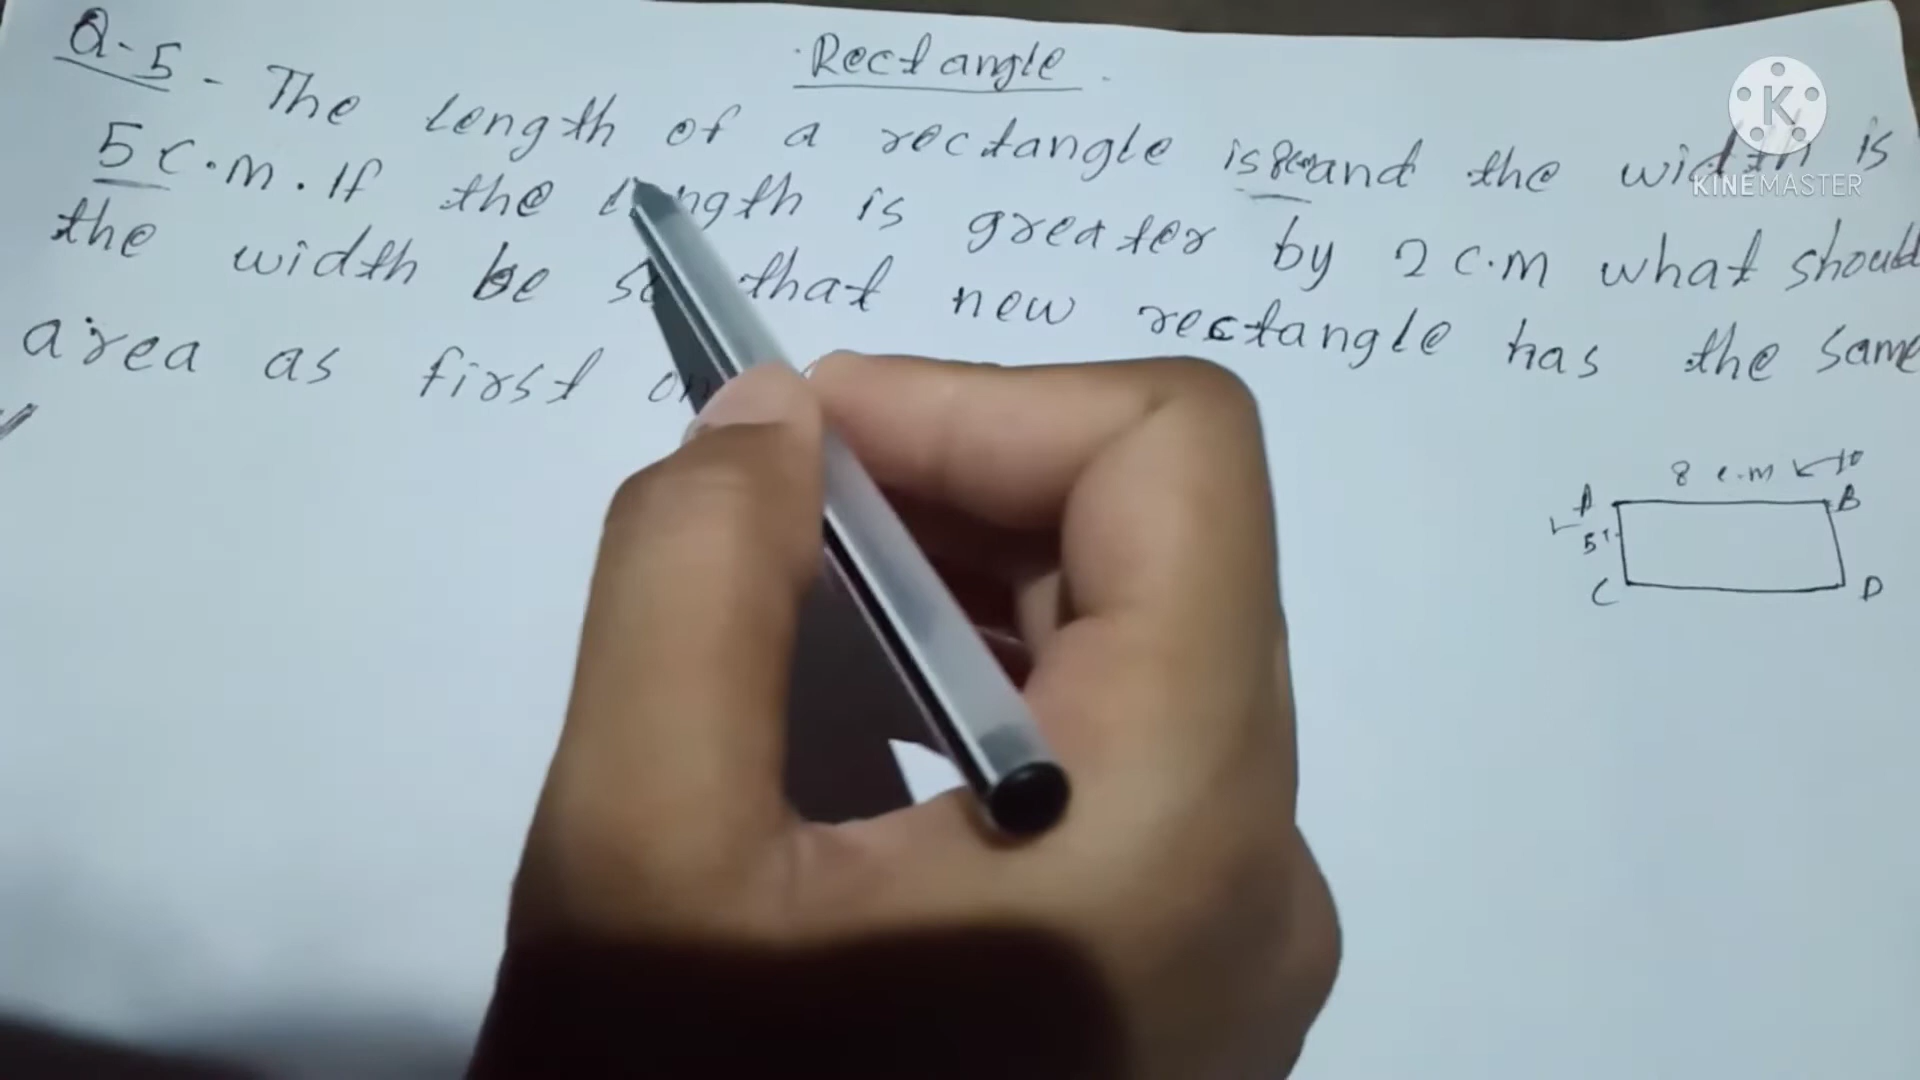 Rectangle
Q-5 - The length of a rectangle is 8cm and the width is
5 c.m. If the length is greater by 2 c.m what should
the width be so that new rectangle has the same
area as first
K
KINEMASTER
8 c.m 10
A B
5
C D